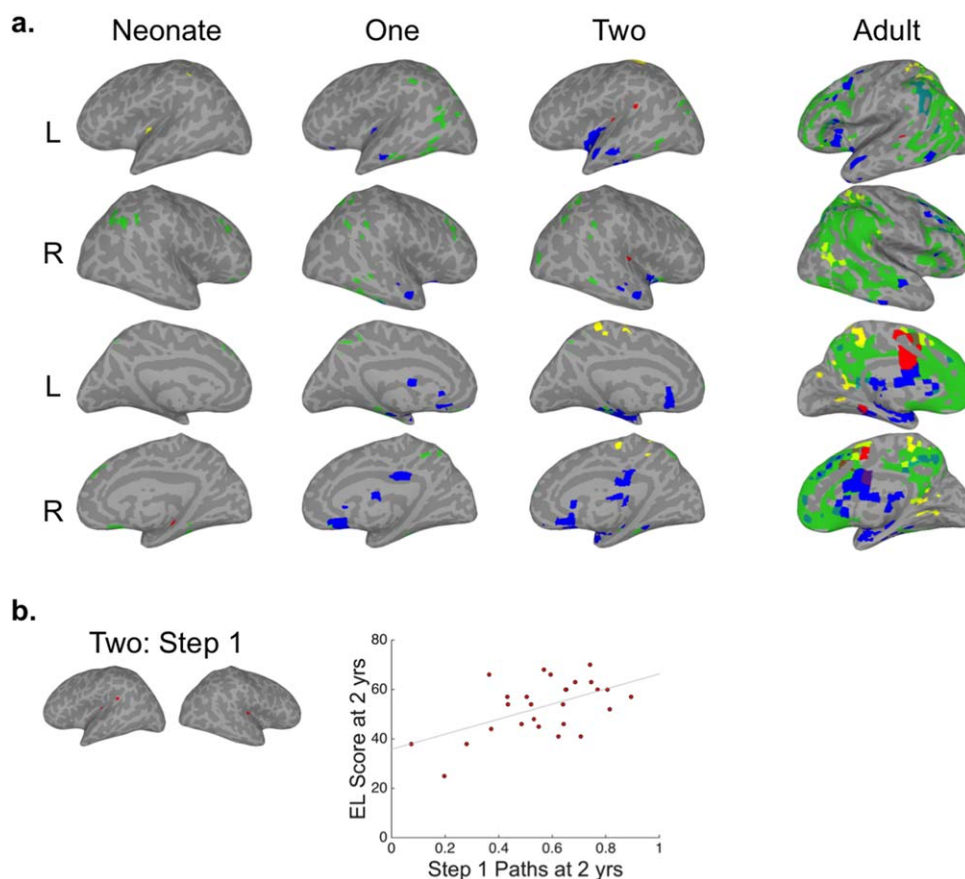 a.
Neonate One Two Adult
L
R
L
R
b.
Two: Step 1
80
60
40
20
0
EL Score at 2 yrs
0 0.2 0.4 0.6 0.8 1
Step 1 Paths at 2 yrs